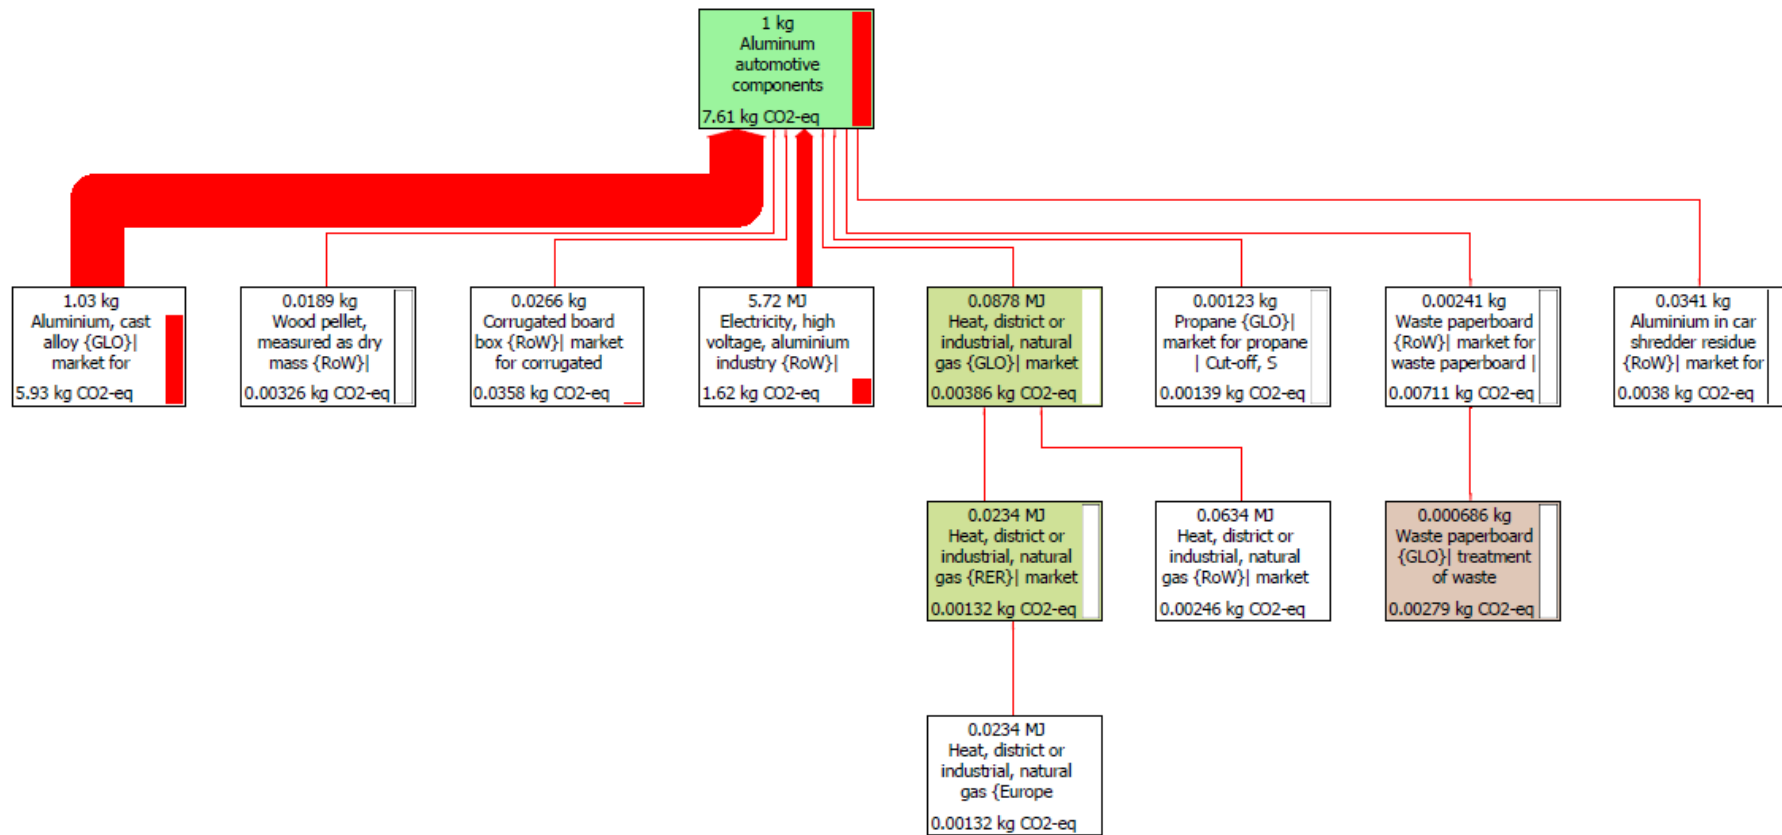 1 kg
Aluminum
automotive
components
7.61 kg CO2-eq
1.03 kg
Aluminium, cast
alloy {GLO}|
market for
5.93 kg CO2-eq
0.0189 kg
Wood pellet,
measured as dry
mass {RoW}|
0.00326 kg CO2-eq
0.0266 kg
Corrugated board
box {RoW}| market
for corrugated
0.0358 kg CO2-eq
5.72 MJ
Electricity, high
voltage, aluminium
industry {RoW}|
1.62 kg CO2-eq
0.0878 MJ
Heat, district or
industrial, natural
gas {GLO}| market
0.00386 kg CO2-eq
0.00123 kg
Propane {GLO}|
market for propane
| Cut-off, S
0.00139 kg CO2-eq
0.00241 kg
Waste paperboard
{RoW}| market for
waste paperboard |
0.00711 kg CO2-eq
0.0341 kg
Aluminium in car
shredder residue
{RoW}| market for
0.0038 kg CO2-eq
0.0234 MJ
Heat, district or
industrial, natural
gas {RER}| market
0.00132 kg CO2-eq
0.0634 MJ
Heat, district or
industrial, natural
gas {RoW}| market
0.00246 kg CO2-eq
0.000686 kg
Waste paperboard
{GLO}| treatment
of waste
0.00279 kg CO2-eq
0.0234 MJ
Heat, district or
industrial, natural
gas {Europe
0.00132 kg CO2-eq